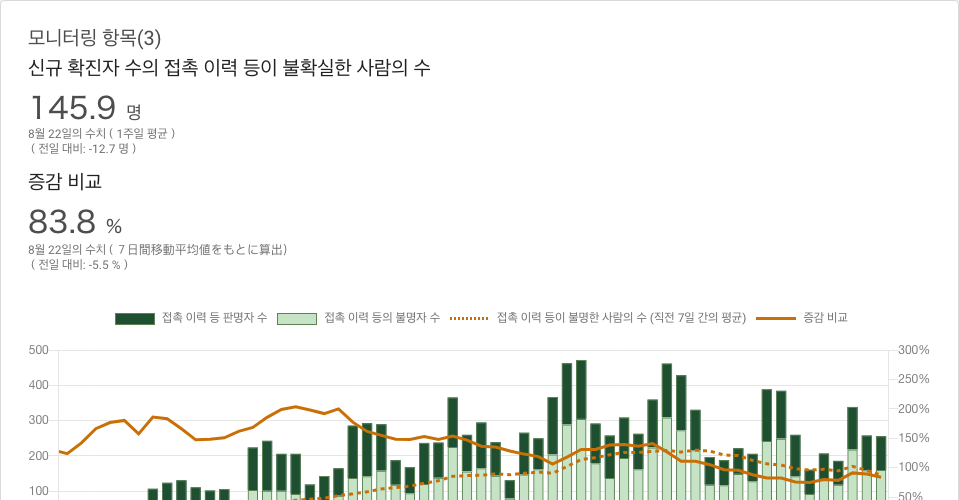 모니터링 항목(3)
신규 확진자 수의 접촉 이력 등이 불확실한 사람의 수
145.9 명
8월 22일의 수치 ( 1주일 평균 )
( 전일 대비: -12.7 명 )
증감 비교
83.8 %
8월 22일의 수치 ( 7日間移動平均値をもとに算出)
( 전일 대비: -5.5 % )
접촉 이력 등 판명자 수 접촉 이력 등의 불명자 수 접촉 이력 등이 불명한 사람의 수 (직전 7일 간의 평균) 증감 비교
500 300%
250%
400
200%
300
150%
200
100%
100
50%